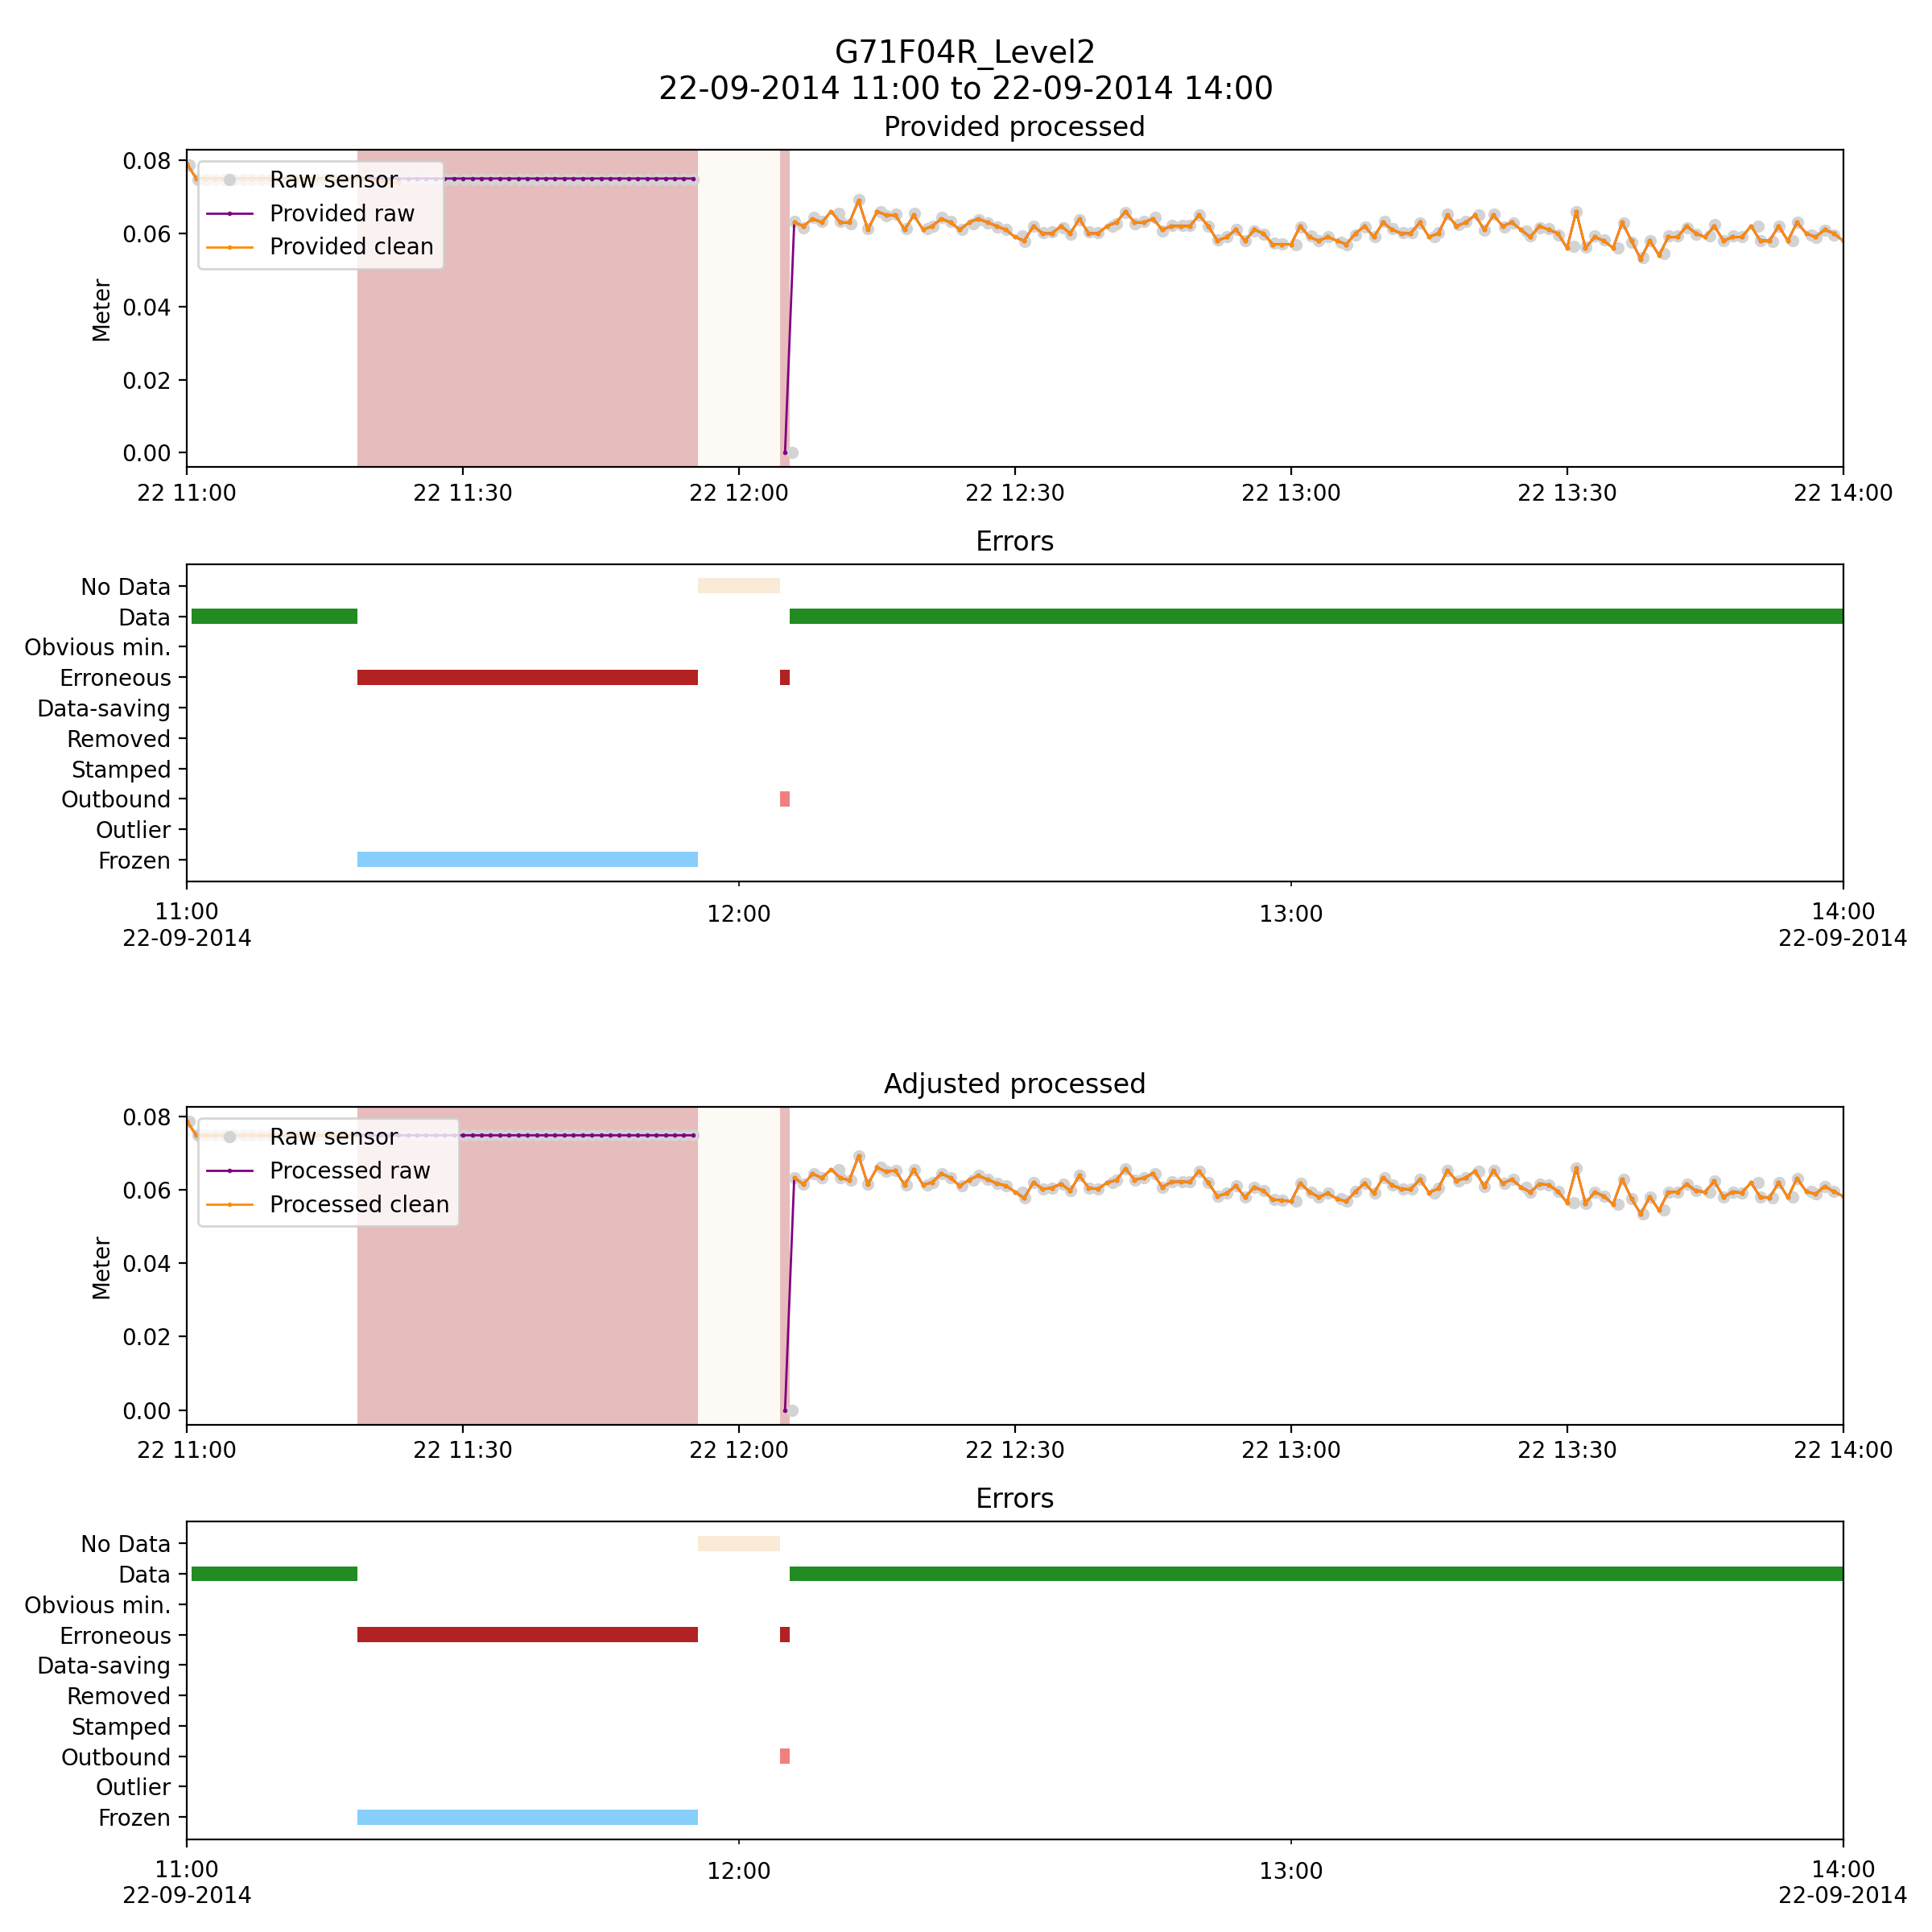 G71F04R_Level2
22-09-2014 11:00 to 22-09-2014 14:00
Provided processed
Meter
0.08
0.06
0.04
0.02
0.00
Raw sensor
Provided raw
Provided clean
22 11:00
22 11:30
22 12:00
22 12:30
22 13:00
22 13:30
22 14:00
Errors
No Data
Data
Obvious min.
Erroneous
Data-saving
Removed
Stamped
Outbound
Outlier
Frozen
11:00
22-09-2014
12:00
13:00
14:00
22-09-2014
Adjusted processed
Meter
0.08
0.06
0.04
0.02
0.00
Raw sensor
Processed raw
Processed clean
22 11:00
22 11:30
22 12:00
22 12:30
22 13:00
22 13:30
22 14:00
Errors
No Data
Data
Obvious min.
Erroneous
Data-saving
Removed
Stamped
Outbound
Outlier
Frozen
11:00
22-09-2014
12:00
13:00
14:00
22-09-2014